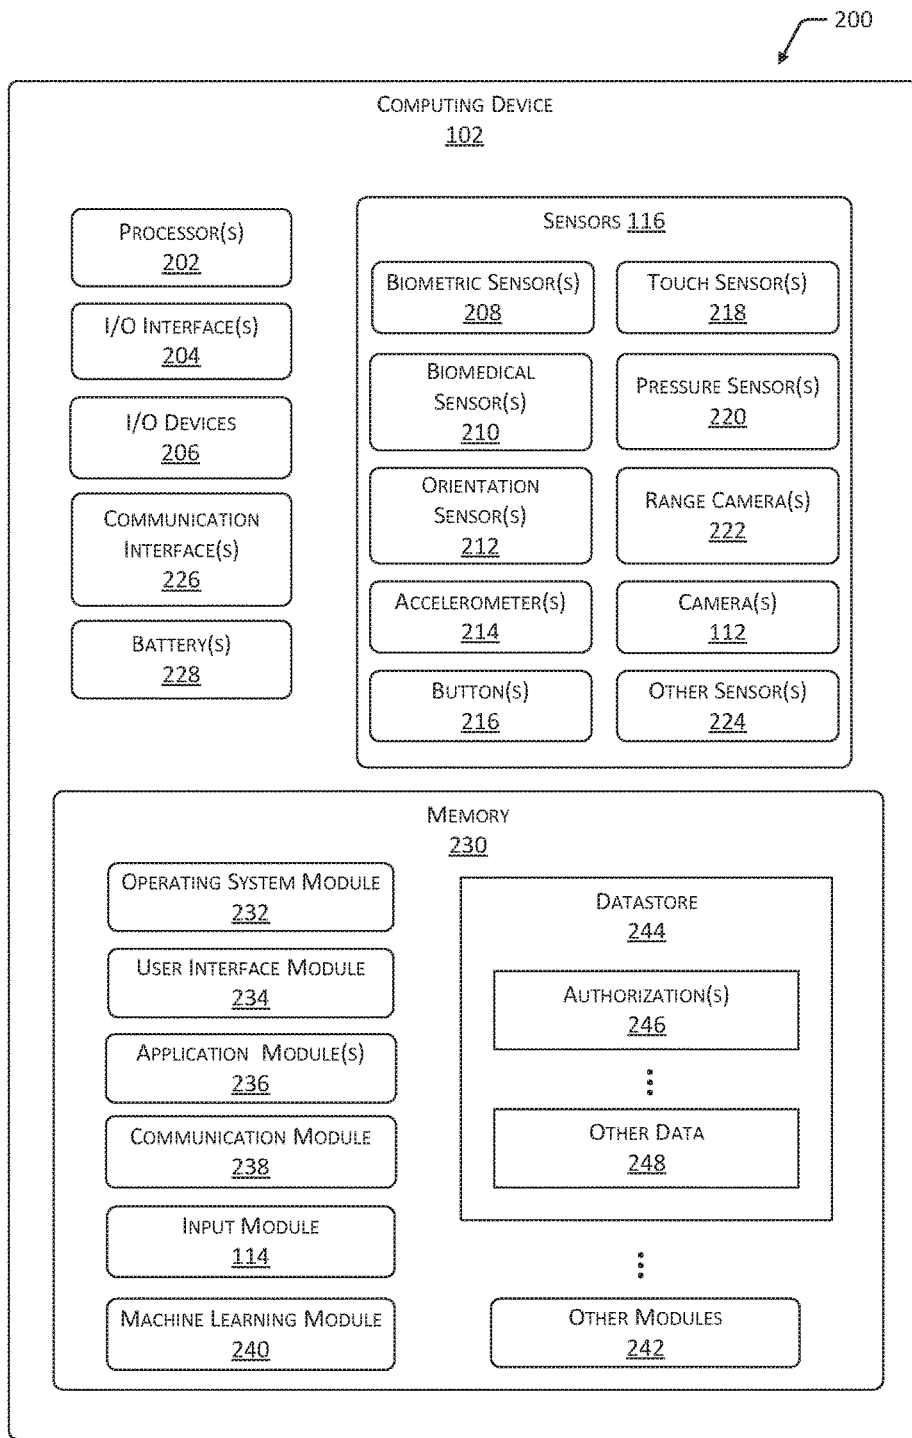 200
COMPUTING DEVICE
102
PROCESSOR(S)
202
I/O INTERFACE(S)
204
I/O DEVICES
206
COMMUNICATION
INTERFACE(S)
226
BATTERY(S)
228
SENSORS 116
BIOMETRIC SENSOR(S)
208
TOUCH SENSOR(S)
218
BIOMEDICAL
SENSOR(S)
210
PRESSURE SENSOR(S)
220
ORIENTATION
SENSOR(S)
212
RANGE CAMERA(S)
222
ACCELEROMETER(S)
214
CAMERA(S)
112
BUTTON(S)
216
OTHER SENSOR(S)
224
MEMORY
230
OPERATING SYSTEM MODULE
232
USER INTERFACE MODULE
234
APPLICATION MODULE(S)
236
COMMUNICATION MODULE
238
INPUT MODULE
114
MACHINE LEARNING MODULE
240
DATASTORE
244
AUTHORIZATION(S)
246
OTHER DATA
248
OTHER MODULES
242